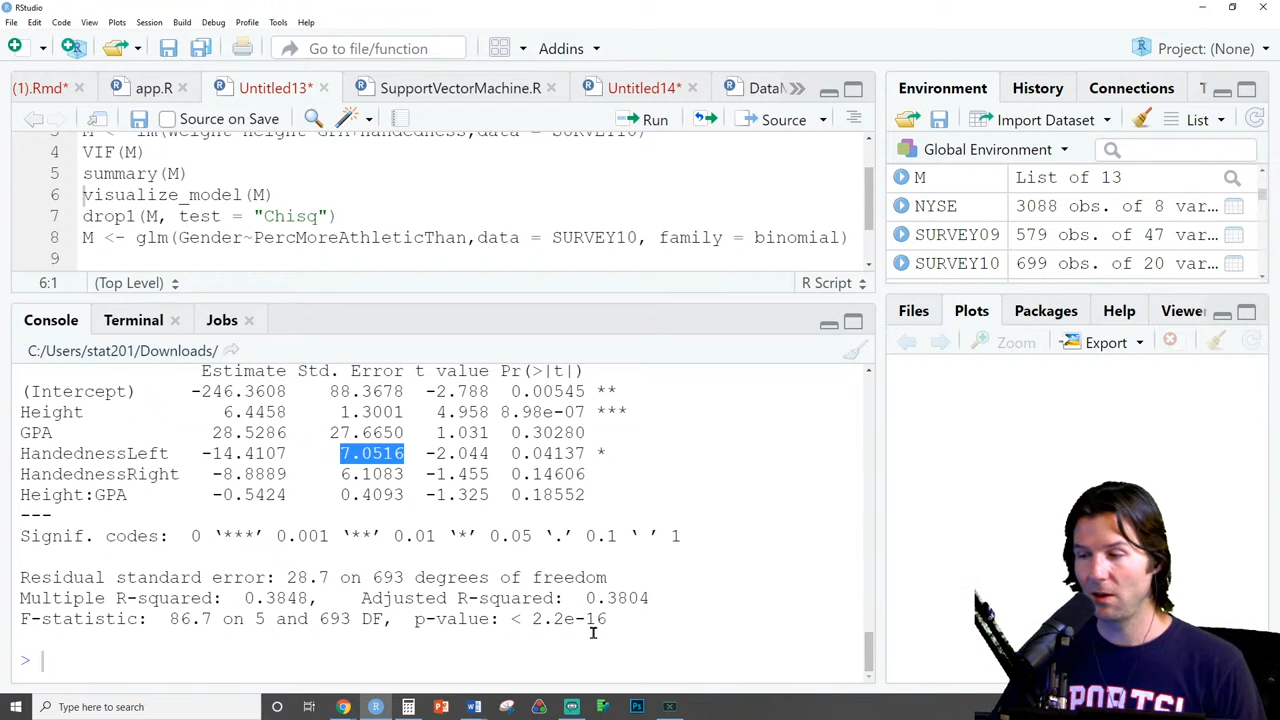 RStudio
File Edit Code View Plots Session Build Debug Profile Tools Help
Go to file/function Addins Project: (None)
(1).Rmd* app.R Untitled13* SupportVectorMachine.R Untitled14* DataM
Source on Save Run Source
4 VIF(M)
5 summary(M)
6 visualize_model(M)
7 drop1(M, test = "Chisq")
8 M <- glm(Gender~PercMoreAthleticThan,data = SURVEY10, family = binomial)
9
6:1 (Top Level) R Script
Console Terminal Jobs
C:/Users/stat201/Downloads/
Estimate Std. Error t value Pr(>|t|)
(Intercept) -246.3608 88.3678 -2.788 0.00545 **
Height 6.4458 1.3001 4.958 8.98e-07 ***
GPA 28.5286 27.6650 1.031 0.30280
HandednessLeft -14.4107 7.0516 -2.044 0.04137 *
HandednessRight -8.8889 6.1083 -1.455 0.14606
Height:GPA -0.5424 0.4093 -1.325 0.18552
---
Signif. codes: 0 ‘***’ 0.001 ‘**’ 0.01 ‘*’ 0.05 ‘.’ 0.1 ‘ ’ 1
Residual standard error: 28.7 on 693 degrees of freedom
Multiple R-squared: 0.3848, Adjusted R-squared: 0.3804
F-statistic: 86.7 on 5 and 693 DF, p-value: < 2.2e-16
>
Environment History Connections T
Import Dataset List
Global Environment
M List of 13
NYSE 3088 obs. of 8 var…
SURVEY09 579 obs. of 47 var…
SURVEY10 699 obs. of 20 var…
Files Plots Packages Help Viewer
Zoom Export
PORTS!
Type here to search